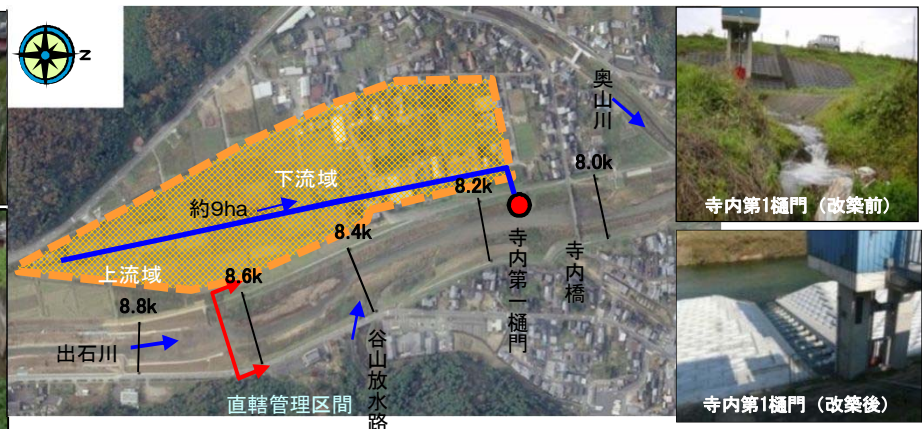 N
奥山川
8.0k
下流域
8.2k
約9ha
8.4k
上流域
8.6k
8.8k
寺内第一樋門
寺内橋
出石川
谷山放水路
直轄管理区間
寺内第1樋門（改築前）
寺内第1樋門（改築後）